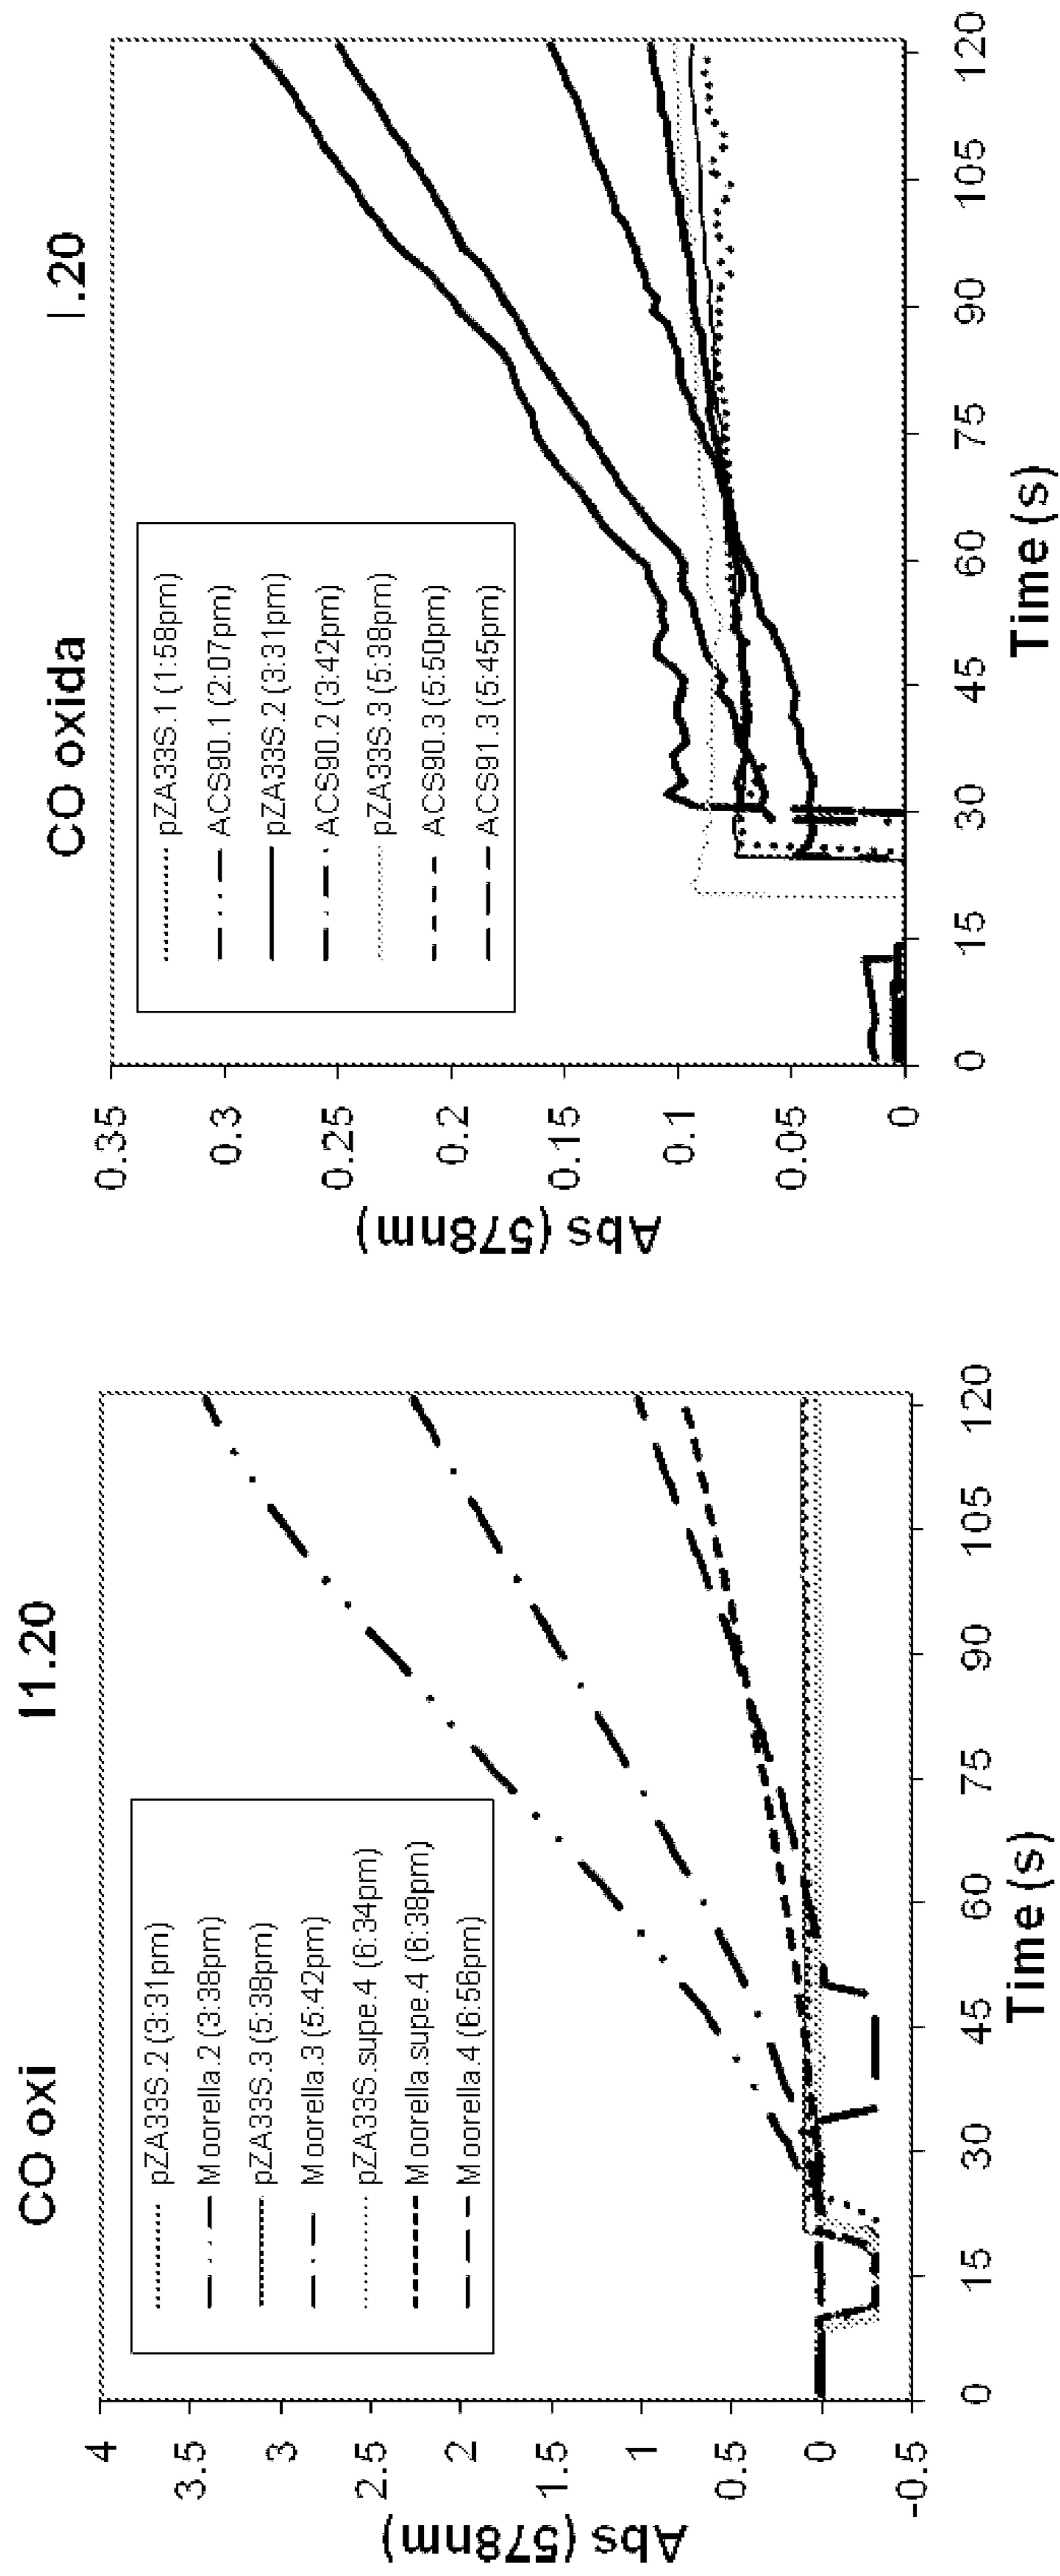 CO oxi I1.20
4
3.5
3
2.5
2
1.5
1
0.5
0
-0.5
Abs (578nm)
pZA33S.2 (3:31pm)
Moorella.2 (3:38pm)
pZA33S.3 (5:38pm)
Moorella.3 (5:42pm)
pZA33S.supe.4 (6:34pm)
Moorella.supe.4 (6:38pm)
Moorella.4 (6:56pm)
0 15 30 45 60 75 90 105 120
Time (s)
CO oxida I.20
0.35
0.3
0.25
0.2
0.15
0.1
0.05
0
Abs (578nm)
pZA33S.1 (1:58pm)
ACS90.1 (2:07pm)
pZA33S.2 (3:31pm)
ACS90.2 (3:42pm)
pZA33S.3 (5:38pm)
ACS90.3 (5:50pm)
ACS91.3 (5:45pm)
0 15 30 45 60 75 90 105 120
Time (s)